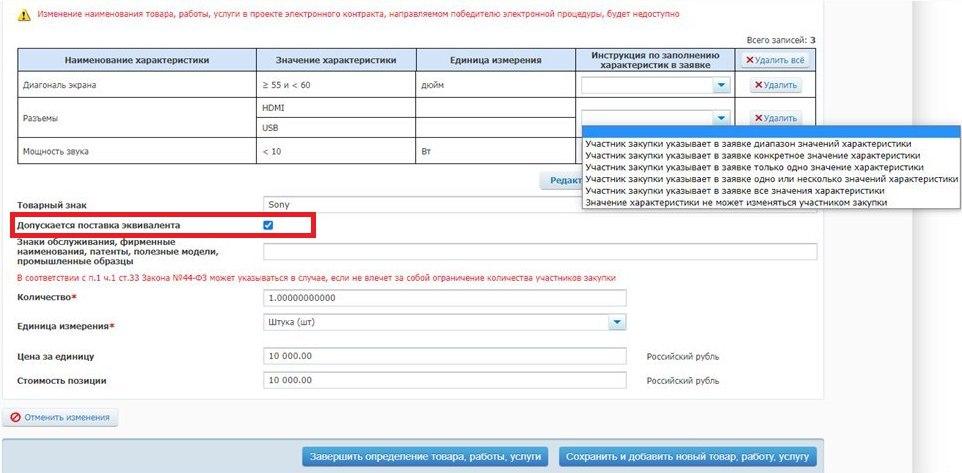 Изменение наименования товара, работы, услуги в проекте электронного контракта, направляемом победителю электронной процедуры, будет недоступно
Всего записей: 3
Наименование характеристики
Значение характеристики
Единица измерения
Инструкция по заполнению
характеристик в заявке
Удалить всё
Диагональ экрана
≥ 55 и < 60
дюйм
Удалить
Разъемы
HDMI
USB
Удалить
Мощность звука
< 10
Вт
Участник закупки указывает в заявке диапазон значений характеристики
Участник закупки указывает в заявке конкретное значение характеристики
Участник закупки указывает в заявке только одно значение характеристики
Участник закупки указывает в заявке одно или несколько значений характеристики
Участник закупки указывает в заявке все значения характеристики
Значение характеристики не может изменяться участником закупки
Редакт
Товарный знак
Sony
Допускается поставка эквивалента
Знаки обслуживания, фирменные
наименования, патенты, полезные модели,
промышленные образцы
В соответствии с п.1 ч.1 ст.33 Закона №44-ФЗ может указываться в случае, если не влечет за собой ограничение количества участников закупки
Количество*
1.00000000000
Единица измерения*
Штука (шт)
Цена за единицу
10 000.00
Российский рубль
Стоимость позиции
10 000.00
Российский рубль
Отменить изменения
Завершить определение товара, работы, услуги
Сохранить и добавить новый товар, работу, услугу